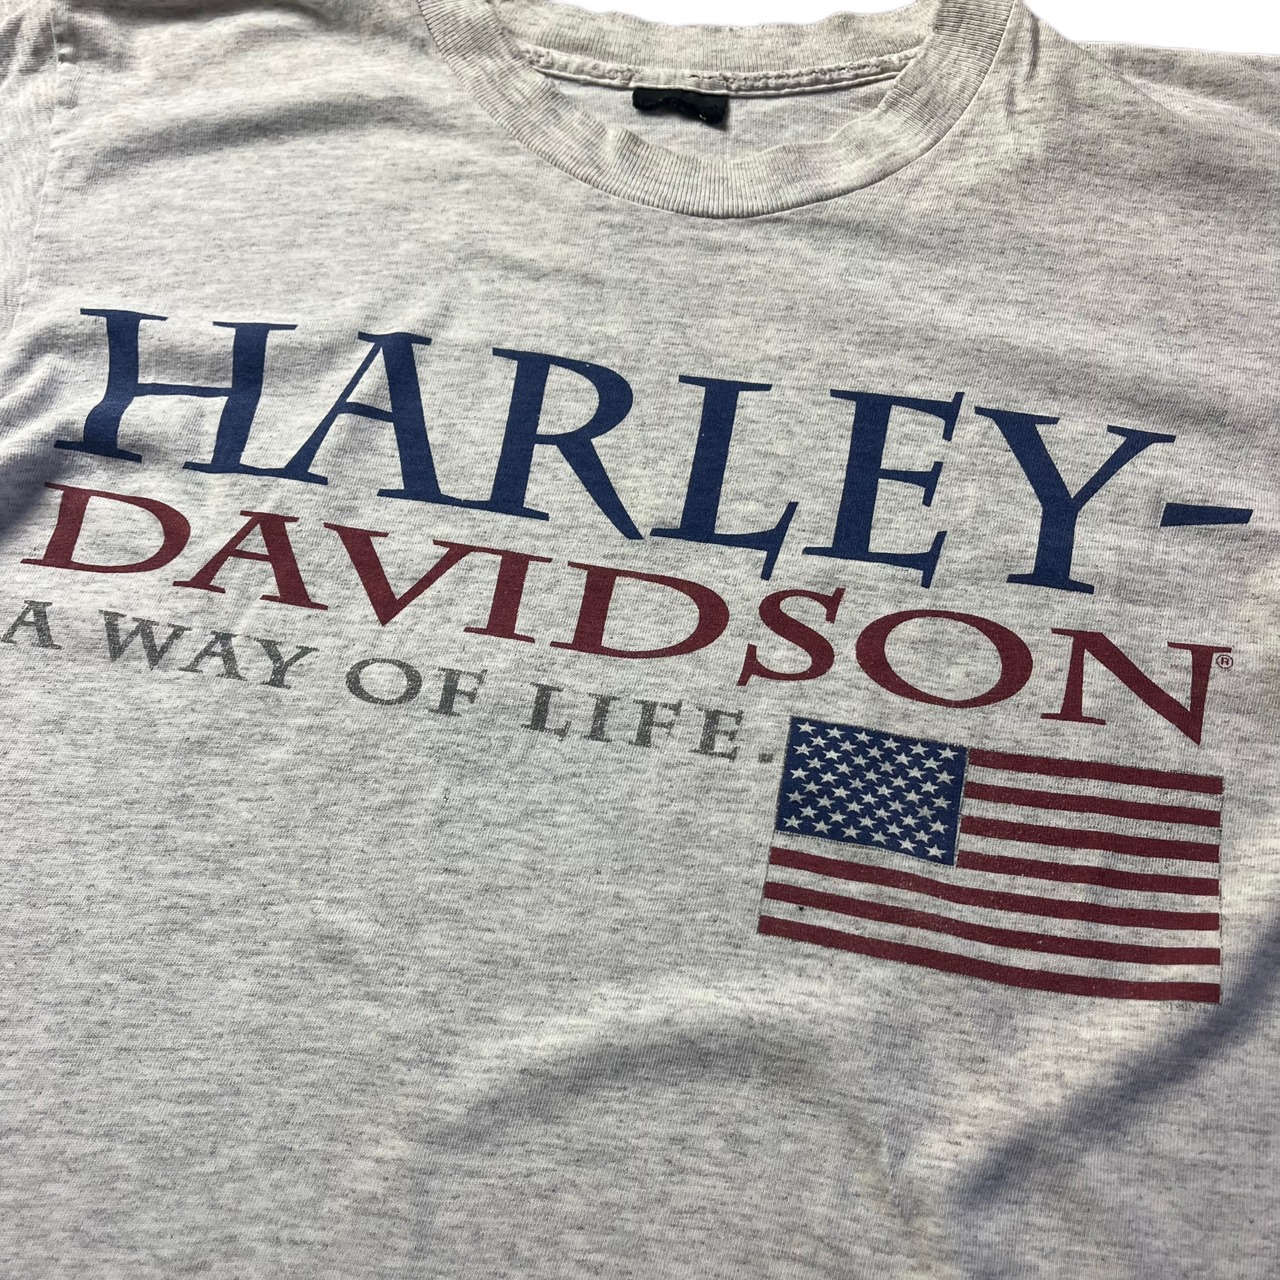 HARLEY-
DAVIDSON®
A WAY OF LIFE.